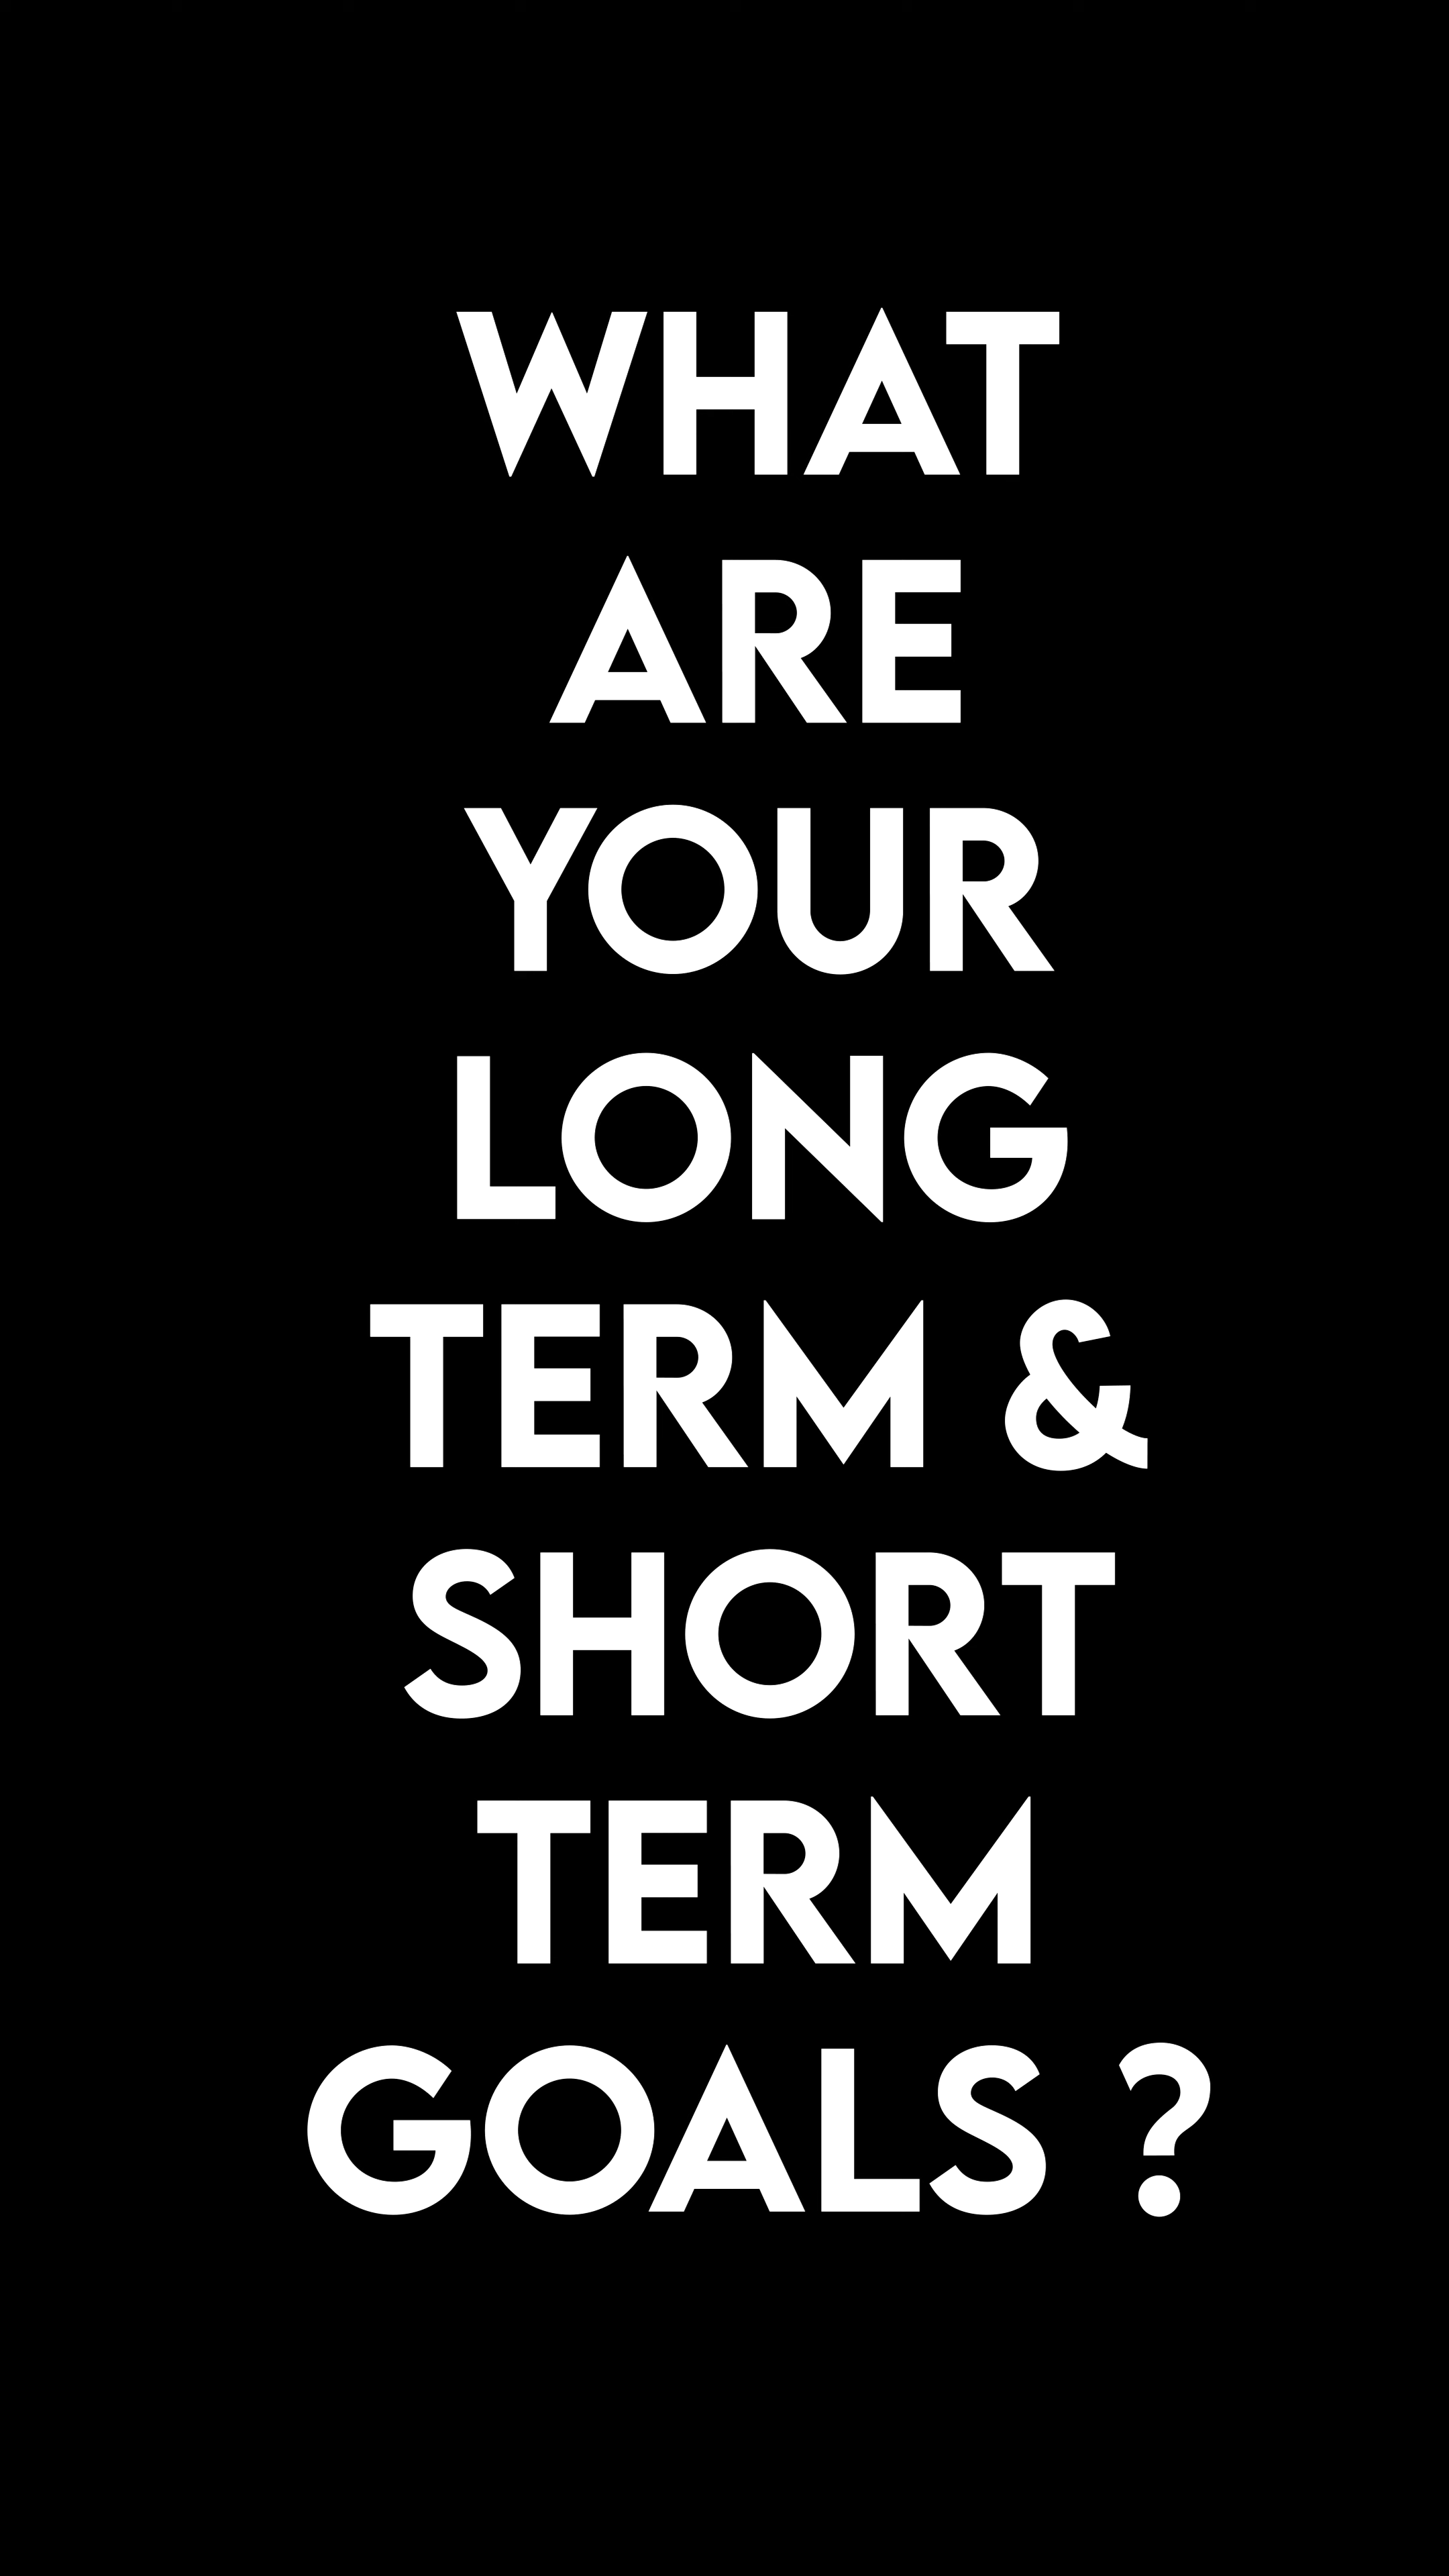 WHAT
ARE
YOUR
LONG
TERM &
SHORT
TERM
GOALS ?